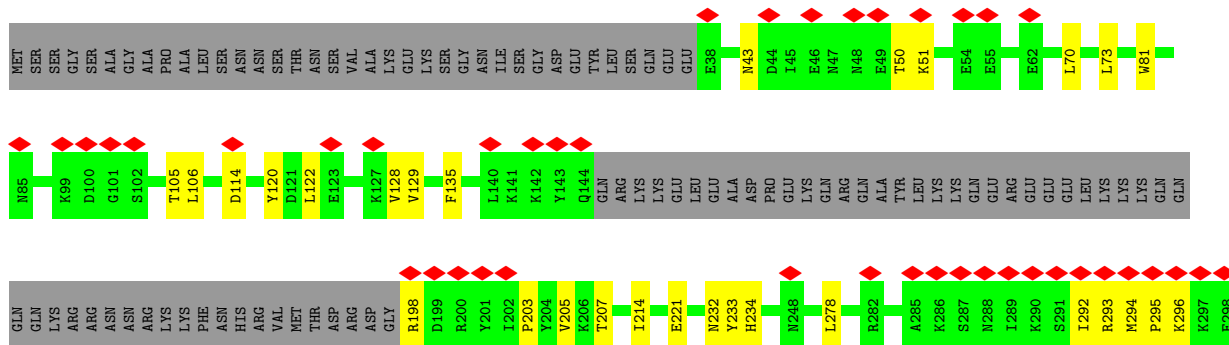 MET SER SER GLY SER ALA GLY ALA PRO ALA LEU SER ASN ASN SER THR ASN SER VAL ALA LYS GLU LYS SER GLY ASN ILE SER GLY ASP GLU TYR LEU SER GLN GLU GLU E38 N43 D44 I45 E46 N47 N48 E49 T50 K51 E54 E55 E62 L70 L73 W81
N85 K99 D100 G101 S102 T105 L106 D114 Y120 D121 L122 E123 K127 V128 V129 F135 L140 K141 K142 Y143 Q144 GLN ARG LYS LYS GLU LEU GLU ALA ASP PRO GLU LYS GLN ARG GLN ALA TYR LEU LYS LYS GLN GLU ARG GLU GLU GLU LEU LYS LYS LYS GLN GLN
GLN GLN LYS ARG ARG ASN ASN ARG LYS LYS PHE ASN HIS ARG VAL MET THR ASP ARG ASP GLY R198 D199 R200 Y201 I202 P203 Y204 V205 K206 T207 I214 E221 N232 Y233 H234 N248 L278 R282 A285 K286 S287 N288 I289 K290 S291 I292 R293 M294 P295 K296 K297